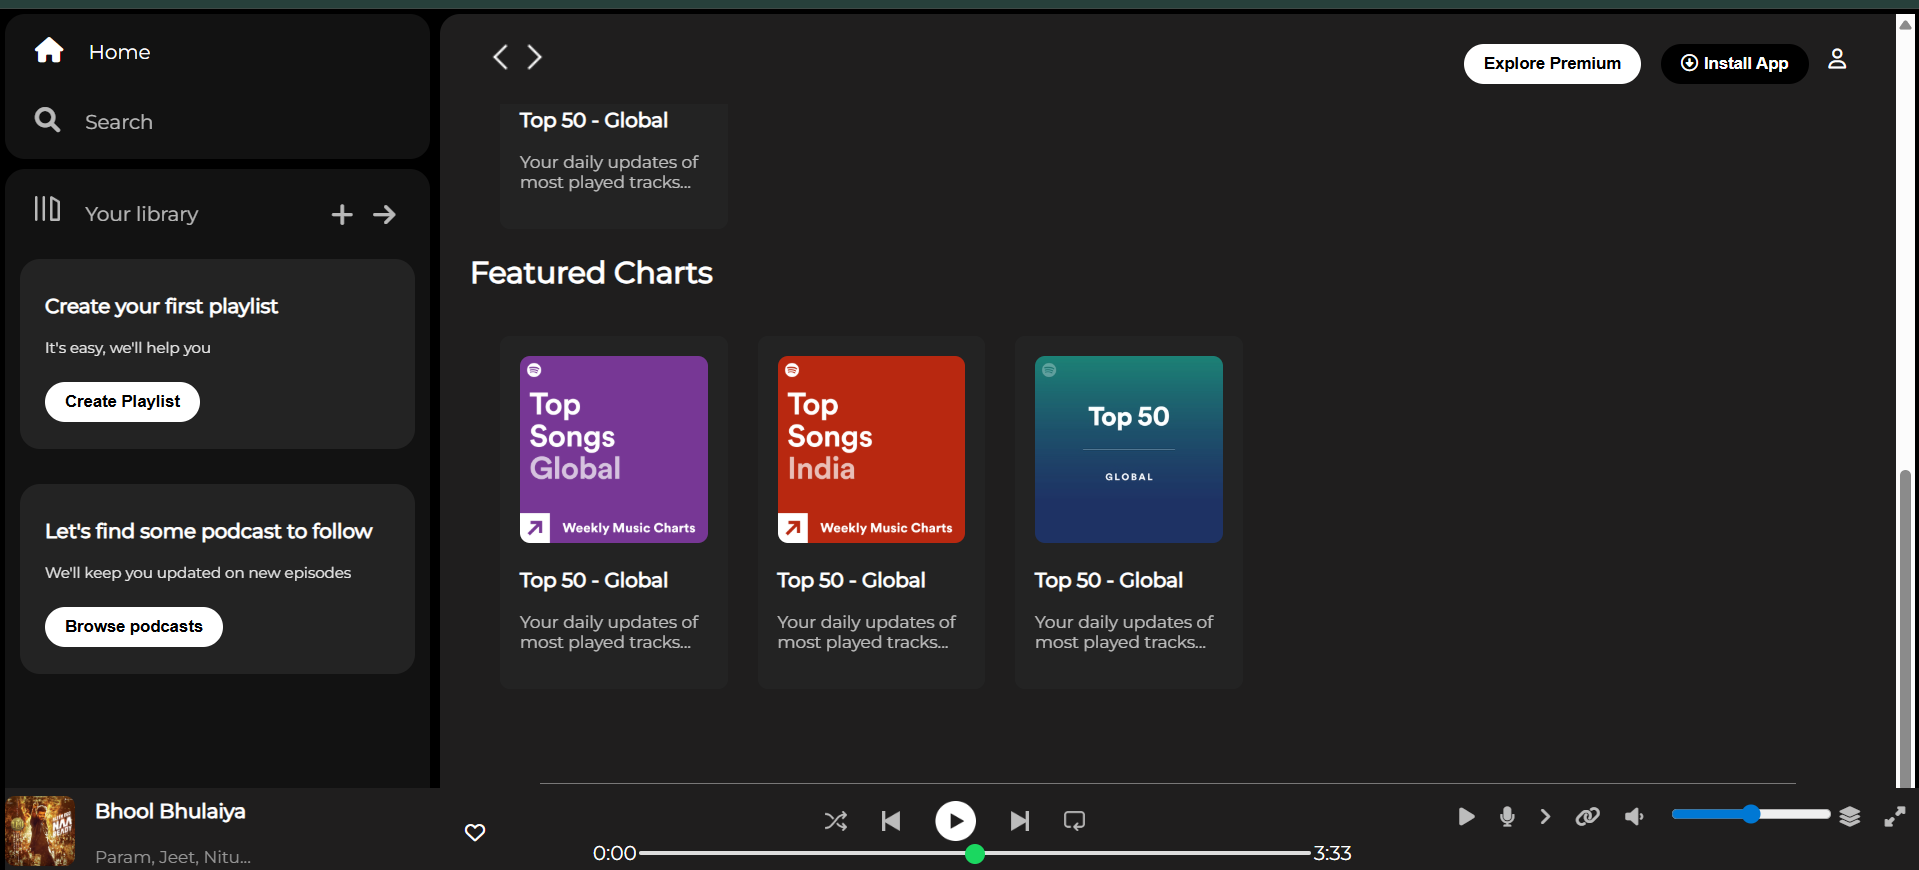 Home
Search
Your library
Create your first playlist
It's easy, we'll help you
Create Playlist
Let's find some podcast to follow
We'll keep you updated on new episodes
Browse podcasts
Explore Premium
Install App
Top 50 - Global
Your daily updates of
most played tracks...
Featured Charts
Top
Songs
Global
Weekly Music Charts
Top 50 - Global
Your daily updates of
most played tracks...
Top
Songs
India
Weekly Music Charts
Top 50 - Global
Your daily updates of
most played tracks...
Top 50
GLOBAL
Top 50 - Global
Your daily updates of
most played tracks...
Bhool Bhulaiya
Param, Jeet, Nitu...
0:00
3:33